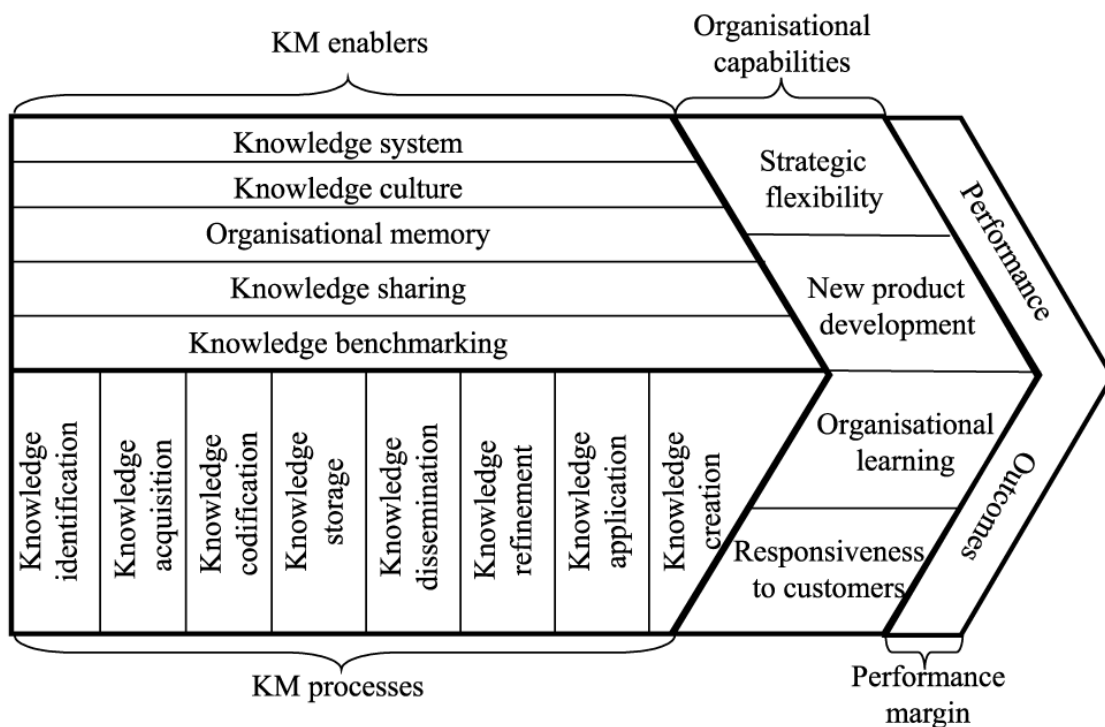 KM enablers
Organisational
capabilities
Knowledge system
Knowledge culture
Organisational memory
Knowledge sharing
Knowledge benchmarking
Strategic
flexibility
New product
development
Organisational
learning
Responsiveness
to customers
Performance
Outcomes
Knowledge
identification
Knowledge
acquisition
Knowledge
codification
Knowledge
storage
Knowledge
dissemination
Knowledge
refinement
Knowledge
application
Knowledge
creation
KM processes
Performance
margin